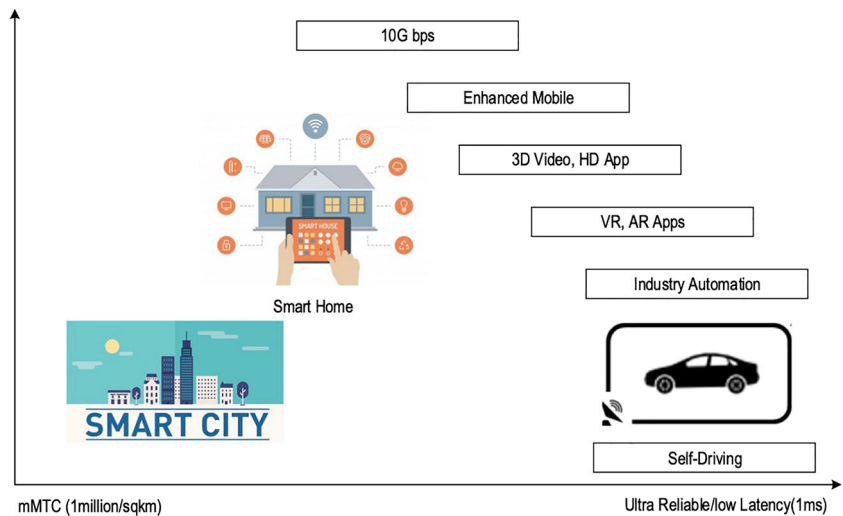 10G bps
Enhanced Mobile
3D Video, HD App
VR, AR Apps
SMART HOUSE
Industry Automation
Smart Home
SMART CITY
Self-Driving
mMTC (1million/sqkm)
Ultra Reliable/low Latency(1ms)